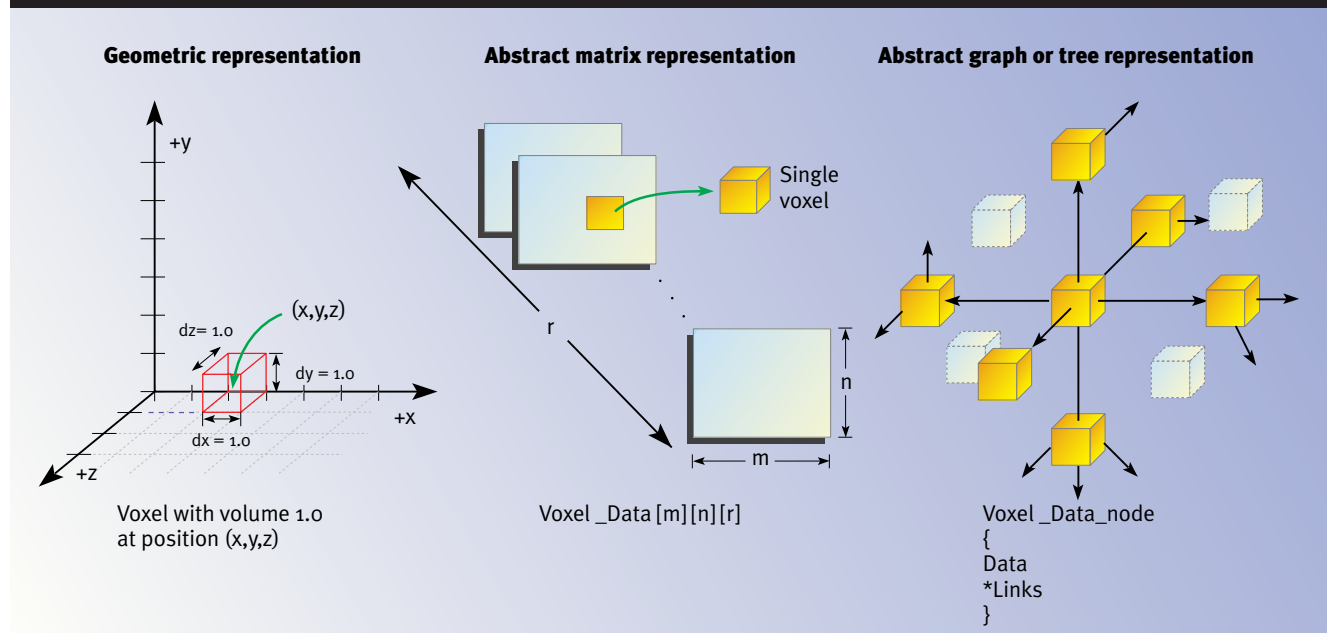 Geometric representation
+y
(x,y,z)
dz= 1.0
dy = 1.0
dx = 1.0
+x
+z
Voxel with volume 1.0
at position (x,y,z)
Abstract matrix representation
Single
voxel
r
n
m
Voxel _Data [m][n][r]
Abstract graph or tree representation
Voxel _Data_node
{
Data
*Links
}